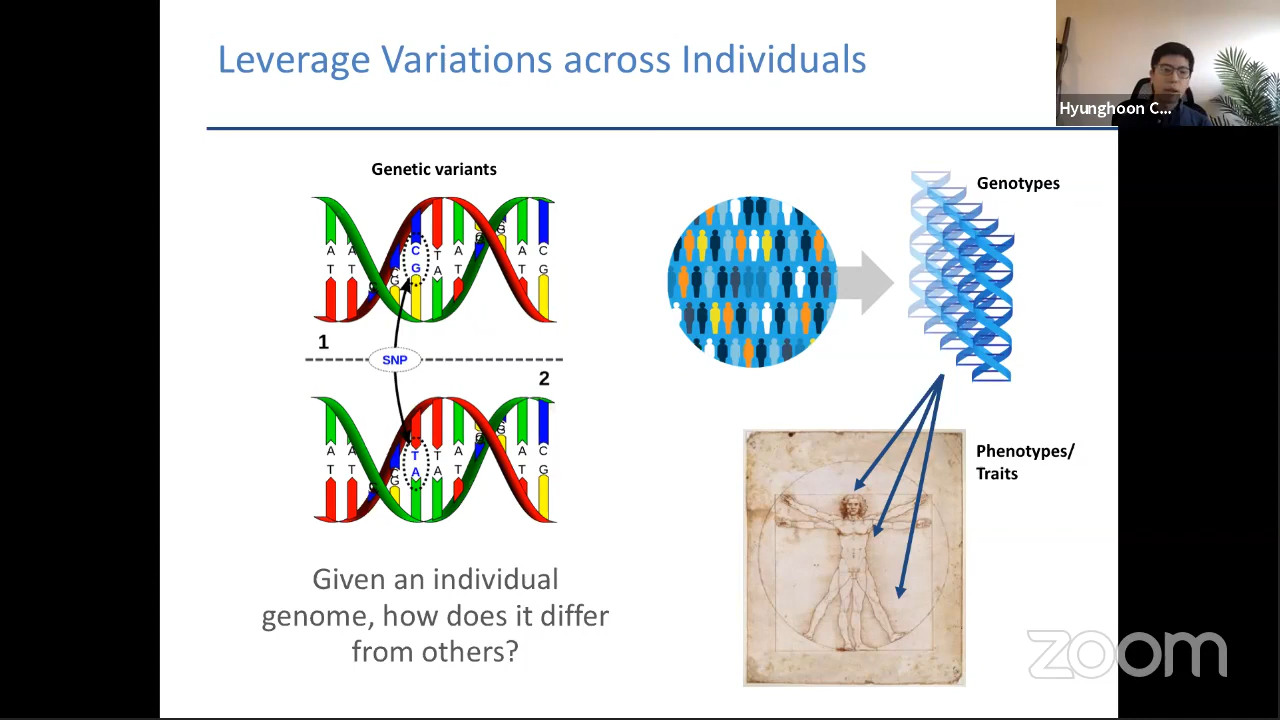 Leverage Variations across Individuals
Hyunghoon C...
Genetic variants
Genotypes
A A C T A A C
T T G A T T G
C G
1
SNP
2
A A T T A A C
T T A A T T G
C G
Phenotypes/
Traits
Given an individual
genome, how does it differ
from others?
zoom